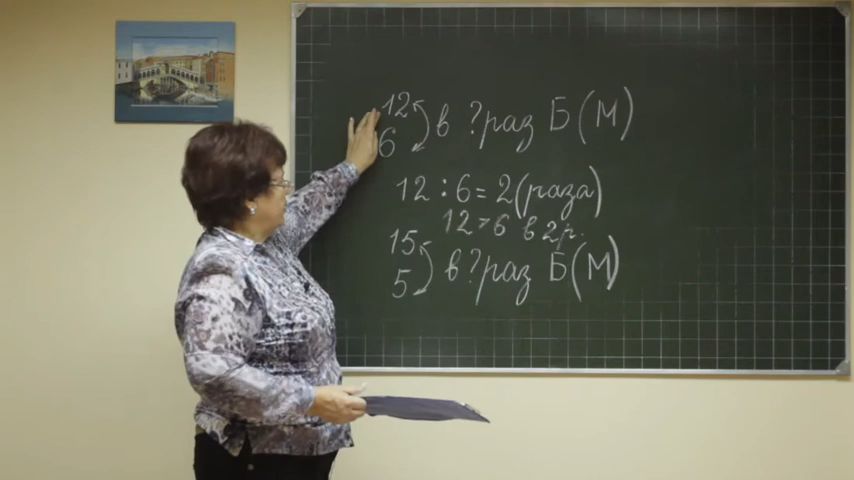 12
6 в ? раз Б (М)
12 : 6 = 2 (раза)
12 > 6 в 2 р.
15
5 в ? раз Б (М)